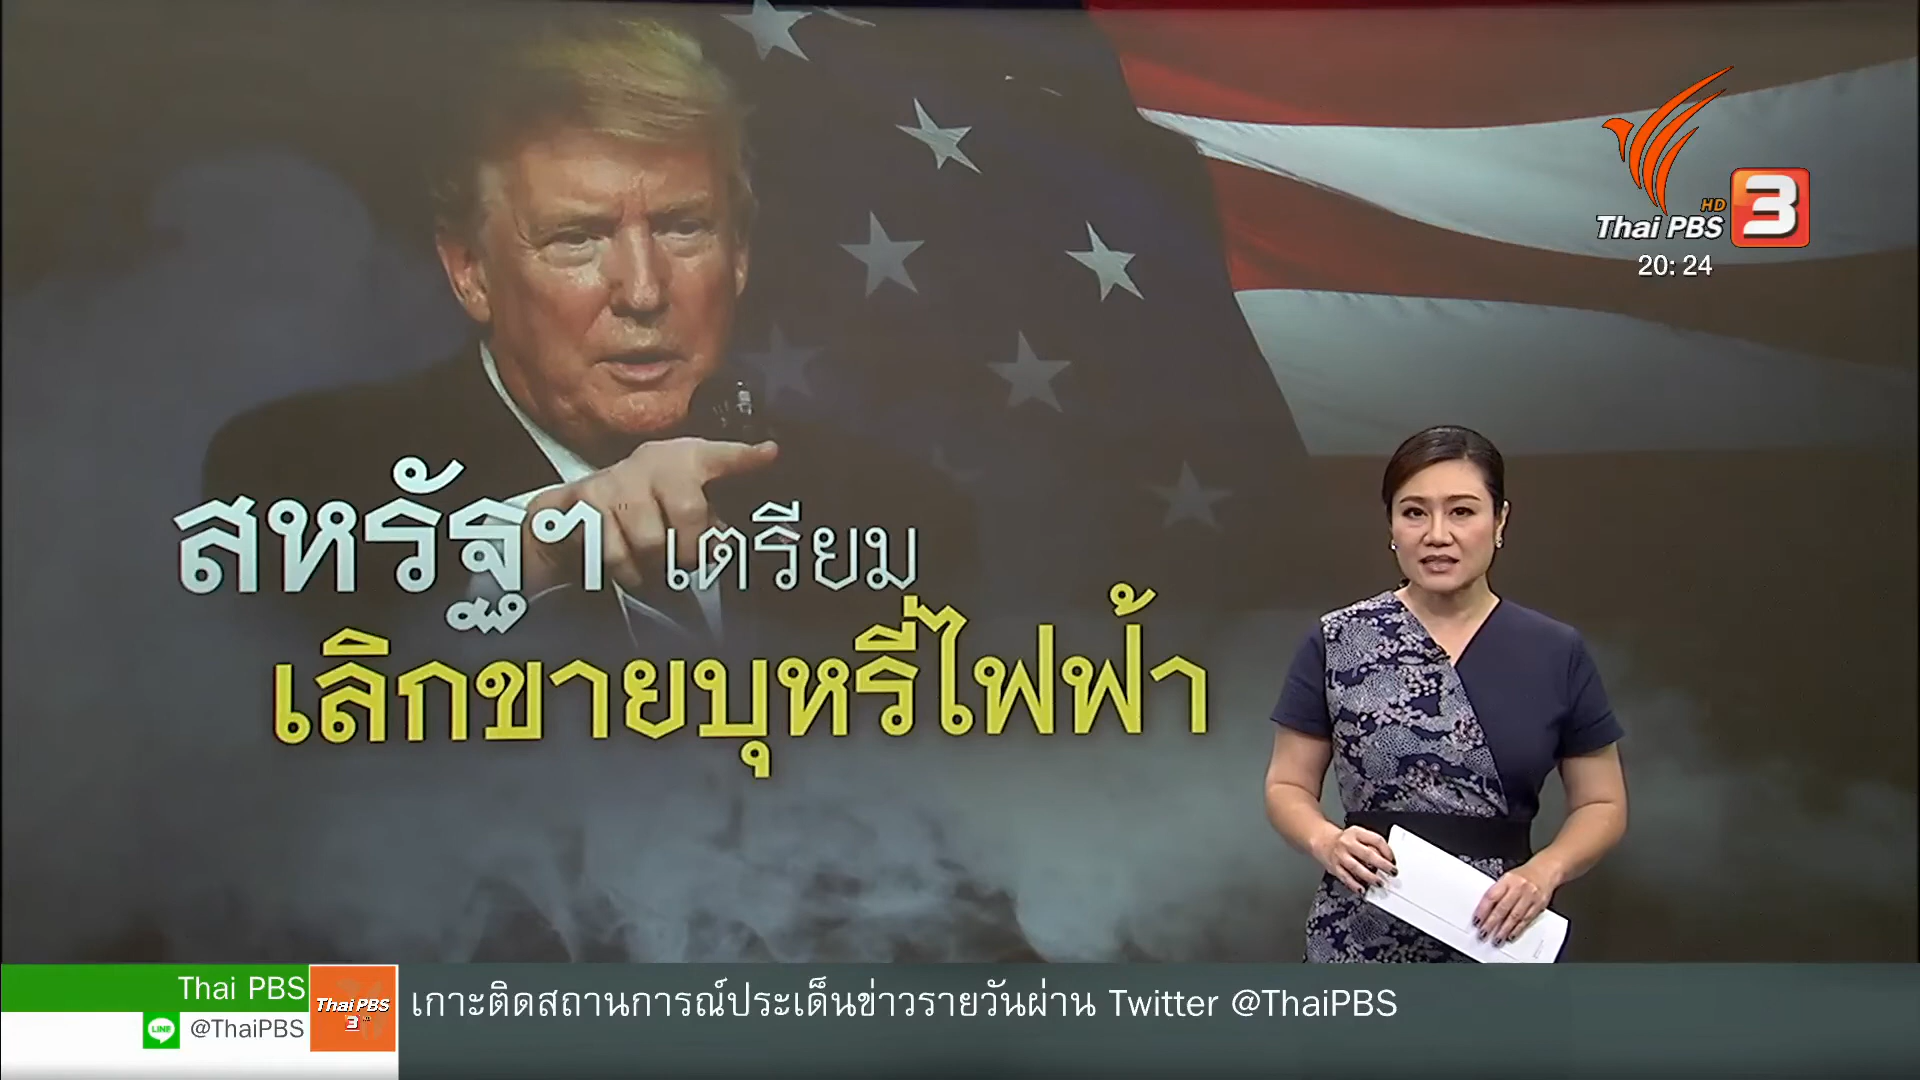 HD
Thai PBS 3
20: 24
สหรัฐฯ เตรียม
เลิกขายบุหรี่ไฟฟ้า
Thai PBS
LINE @ThaiPBS
Thai PBS
3
เกาะติดสถานการณ์ประเด็นข่าวรายวันผ่าน Twitter @ThaiPBS